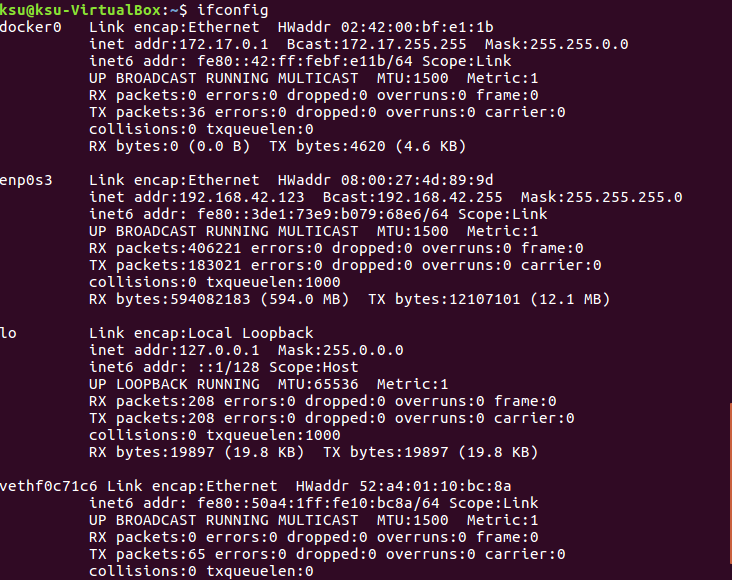 ksu@ksu-VirtualBox:~$ ifconfig
docker0   Link encap:Ethernet  HWaddr 02:42:00:bf:e1:1b
          inet addr:172.17.0.1  Bcast:172.17.255.255  Mask:255.255.0.0
          inet6 addr: fe80::42:ff:febf:e11b/64 Scope:Link
          UP BROADCAST RUNNING MULTICAST  MTU:1500  Metric:1
          RX packets:0 errors:0 dropped:0 overruns:0 frame:0
          TX packets:36 errors:0 dropped:0 overruns:0 carrier:0
          collisions:0 txqueuelen:0
          RX bytes:0 (0.0 B)  TX bytes:4620 (4.6 KB)

enp0s3    Link encap:Ethernet  HWaddr 08:00:27:4d:89:9d
          inet addr:192.168.42.123  Bcast:192.168.42.255  Mask:255.255.255.0
          inet6 addr: fe80::3de1:73e9:b079:68e6/64 Scope:Link
          UP BROADCAST RUNNING MULTICAST  MTU:1500  Metric:1
          RX packets:406221 errors:0 dropped:0 overruns:0 frame:0
          TX packets:183021 errors:0 dropped:0 overruns:0 carrier:0
          collisions:0 txqueuelen:1000
          RX bytes:594082183 (594.0 MB)  TX bytes:12107101 (12.1 MB)

lo        Link encap:Local Loopback
          inet addr:127.0.0.1  Mask:255.0.0.0
          inet6 addr: ::1/128 Scope:Host
          UP LOOPBACK RUNNING  MTU:65536  Metric:1
          RX packets:208 errors:0 dropped:0 overruns:0 frame:0
          TX packets:208 errors:0 dropped:0 overruns:0 carrier:0
          collisions:0 txqueuelen:1000
          RX bytes:19897 (19.8 KB)  TX bytes:19897 (19.8 KB)

vethf0c71c6 Link encap:Ethernet  HWaddr 52:a4:01:10:bc:8a
          inet6 addr: fe80::50a4:1ff:fe10:bc8a/64 Scope:Link
          UP BROADCAST RUNNING MULTICAST  MTU:1500  Metric:1
          RX packets:0 errors:0 dropped:0 overruns:0 frame:0
          TX packets:65 errors:0 dropped:0 overruns:0 carrier:0
          collisions:0 txqueuelen:0